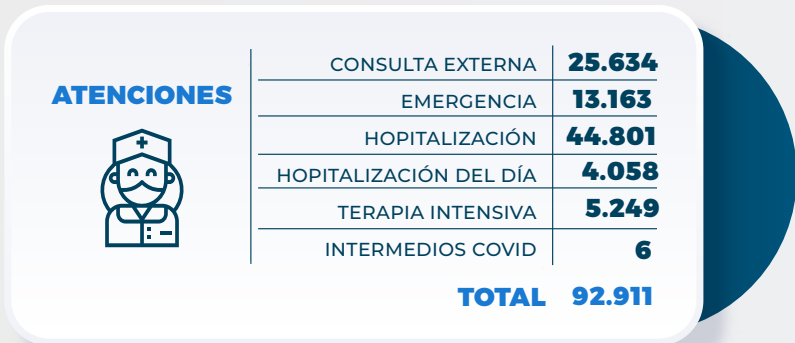 ATENCIONES
CONSULTA EXTERNA 25.634
EMERGENCIA 13.163
HOPITALIZACIÓN 44.801
HOPITALIZACIÓN DEL DÍA 4.058
TERAPIA INTENSIVA 5.249
INTERMEDIOS COVID 6
TOTAL 92.911